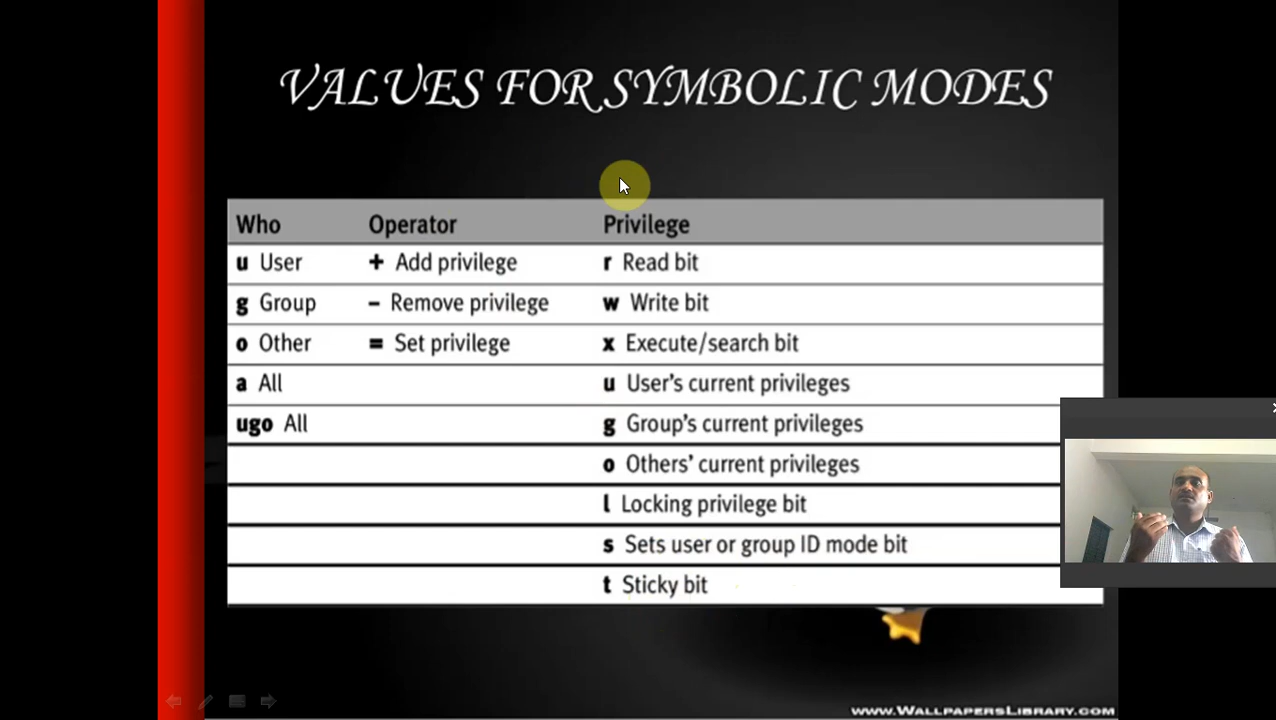 VALUES FOR SYMBOLIC MODES
Who Operator Privilege
u User + Add privilege r Read bit
g Group – Remove privilege w Write bit
o Other = Set privilege x Execute/search bit
a All u User's current privileges
ugo All g Group's current privileges
o Others' current privileges
l Locking privilege bit
s Sets user or group ID mode bit
t Sticky bit
www.WallpapersLibrary.com